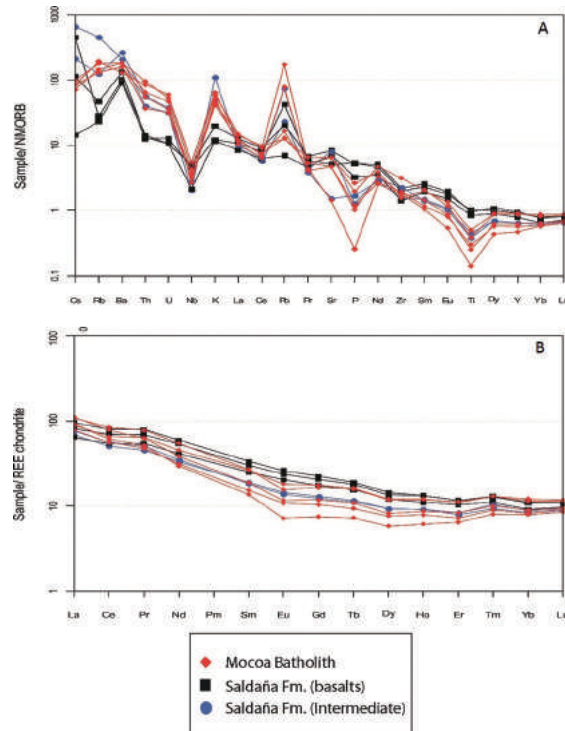 A
Sample/NMORB
1000
100
10
1
0.1
Cs Rb Ba Th U Nb K La Ce Pb Pr Sr P Nd Zr Sm Eu Ti Dy Y Yb Lu
B
Sample/ REE chondrite
100
100
10
1
La Ce Pr Nd Pm Sm Eu Gd Tb Dy Ho Er Tm Yb Lu
Mocoa Batholith
Saldaña Fm. (basalts)
Saldaña Fm. (Intermediate)